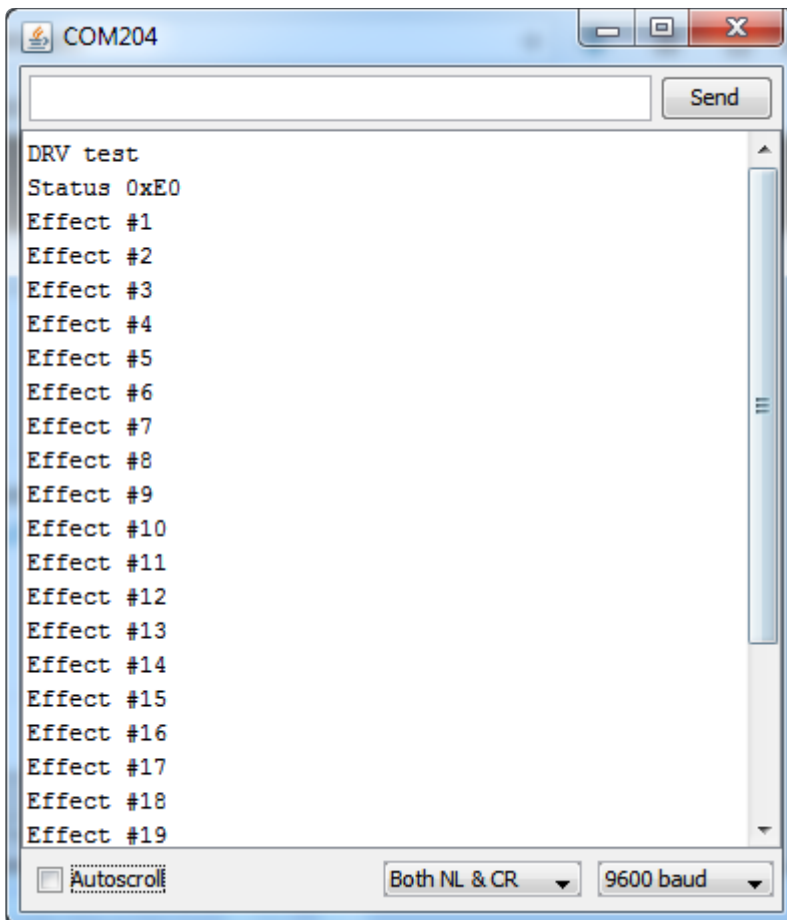 COM204
Send
DRV test
Status 0xE0
Effect #1
Effect #2
Effect #3
Effect #4
Effect #5
Effect #6
Effect #7
Effect #8
Effect #9
Effect #10
Effect #11
Effect #12
Effect #13
Effect #14
Effect #15
Effect #16
Effect #17
Effect #18
Effect #19
Autoscroll Both NL & CR 9600 baud